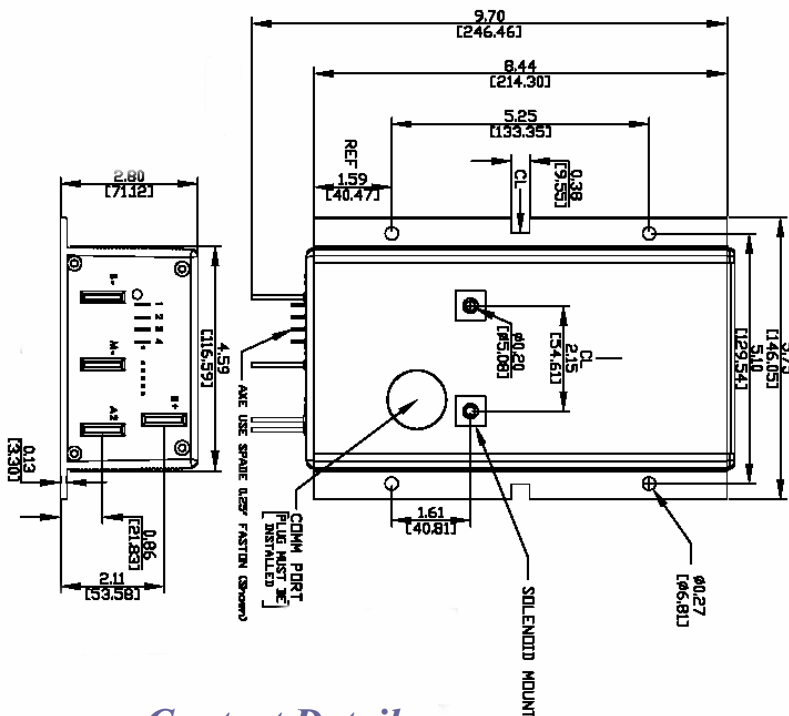 9.70
[246.46]
8.44
[214.30]
5.25
[133.35]
REF
1.59
[40.47]
CL
0.38
[9.55]
2.80
[71.12]
4.59
[116.59]
B-
M-
A2
B+
1 2 3 4
0.13
[3.30]
0.86
[21.83]
2.11
[53.58]
Ø0.20
[Ø5.08]
2.15
[54.61]
CL
[146.05]
5.10
[129.54]
AXE USE SPADE 0.25" FASTON (Shown)
COMM PORT
[PLUG MUST BE
INSTALLED]
1.61
[40.81]
SOLENOID MOUNT
Ø0.27
[Ø6.81]